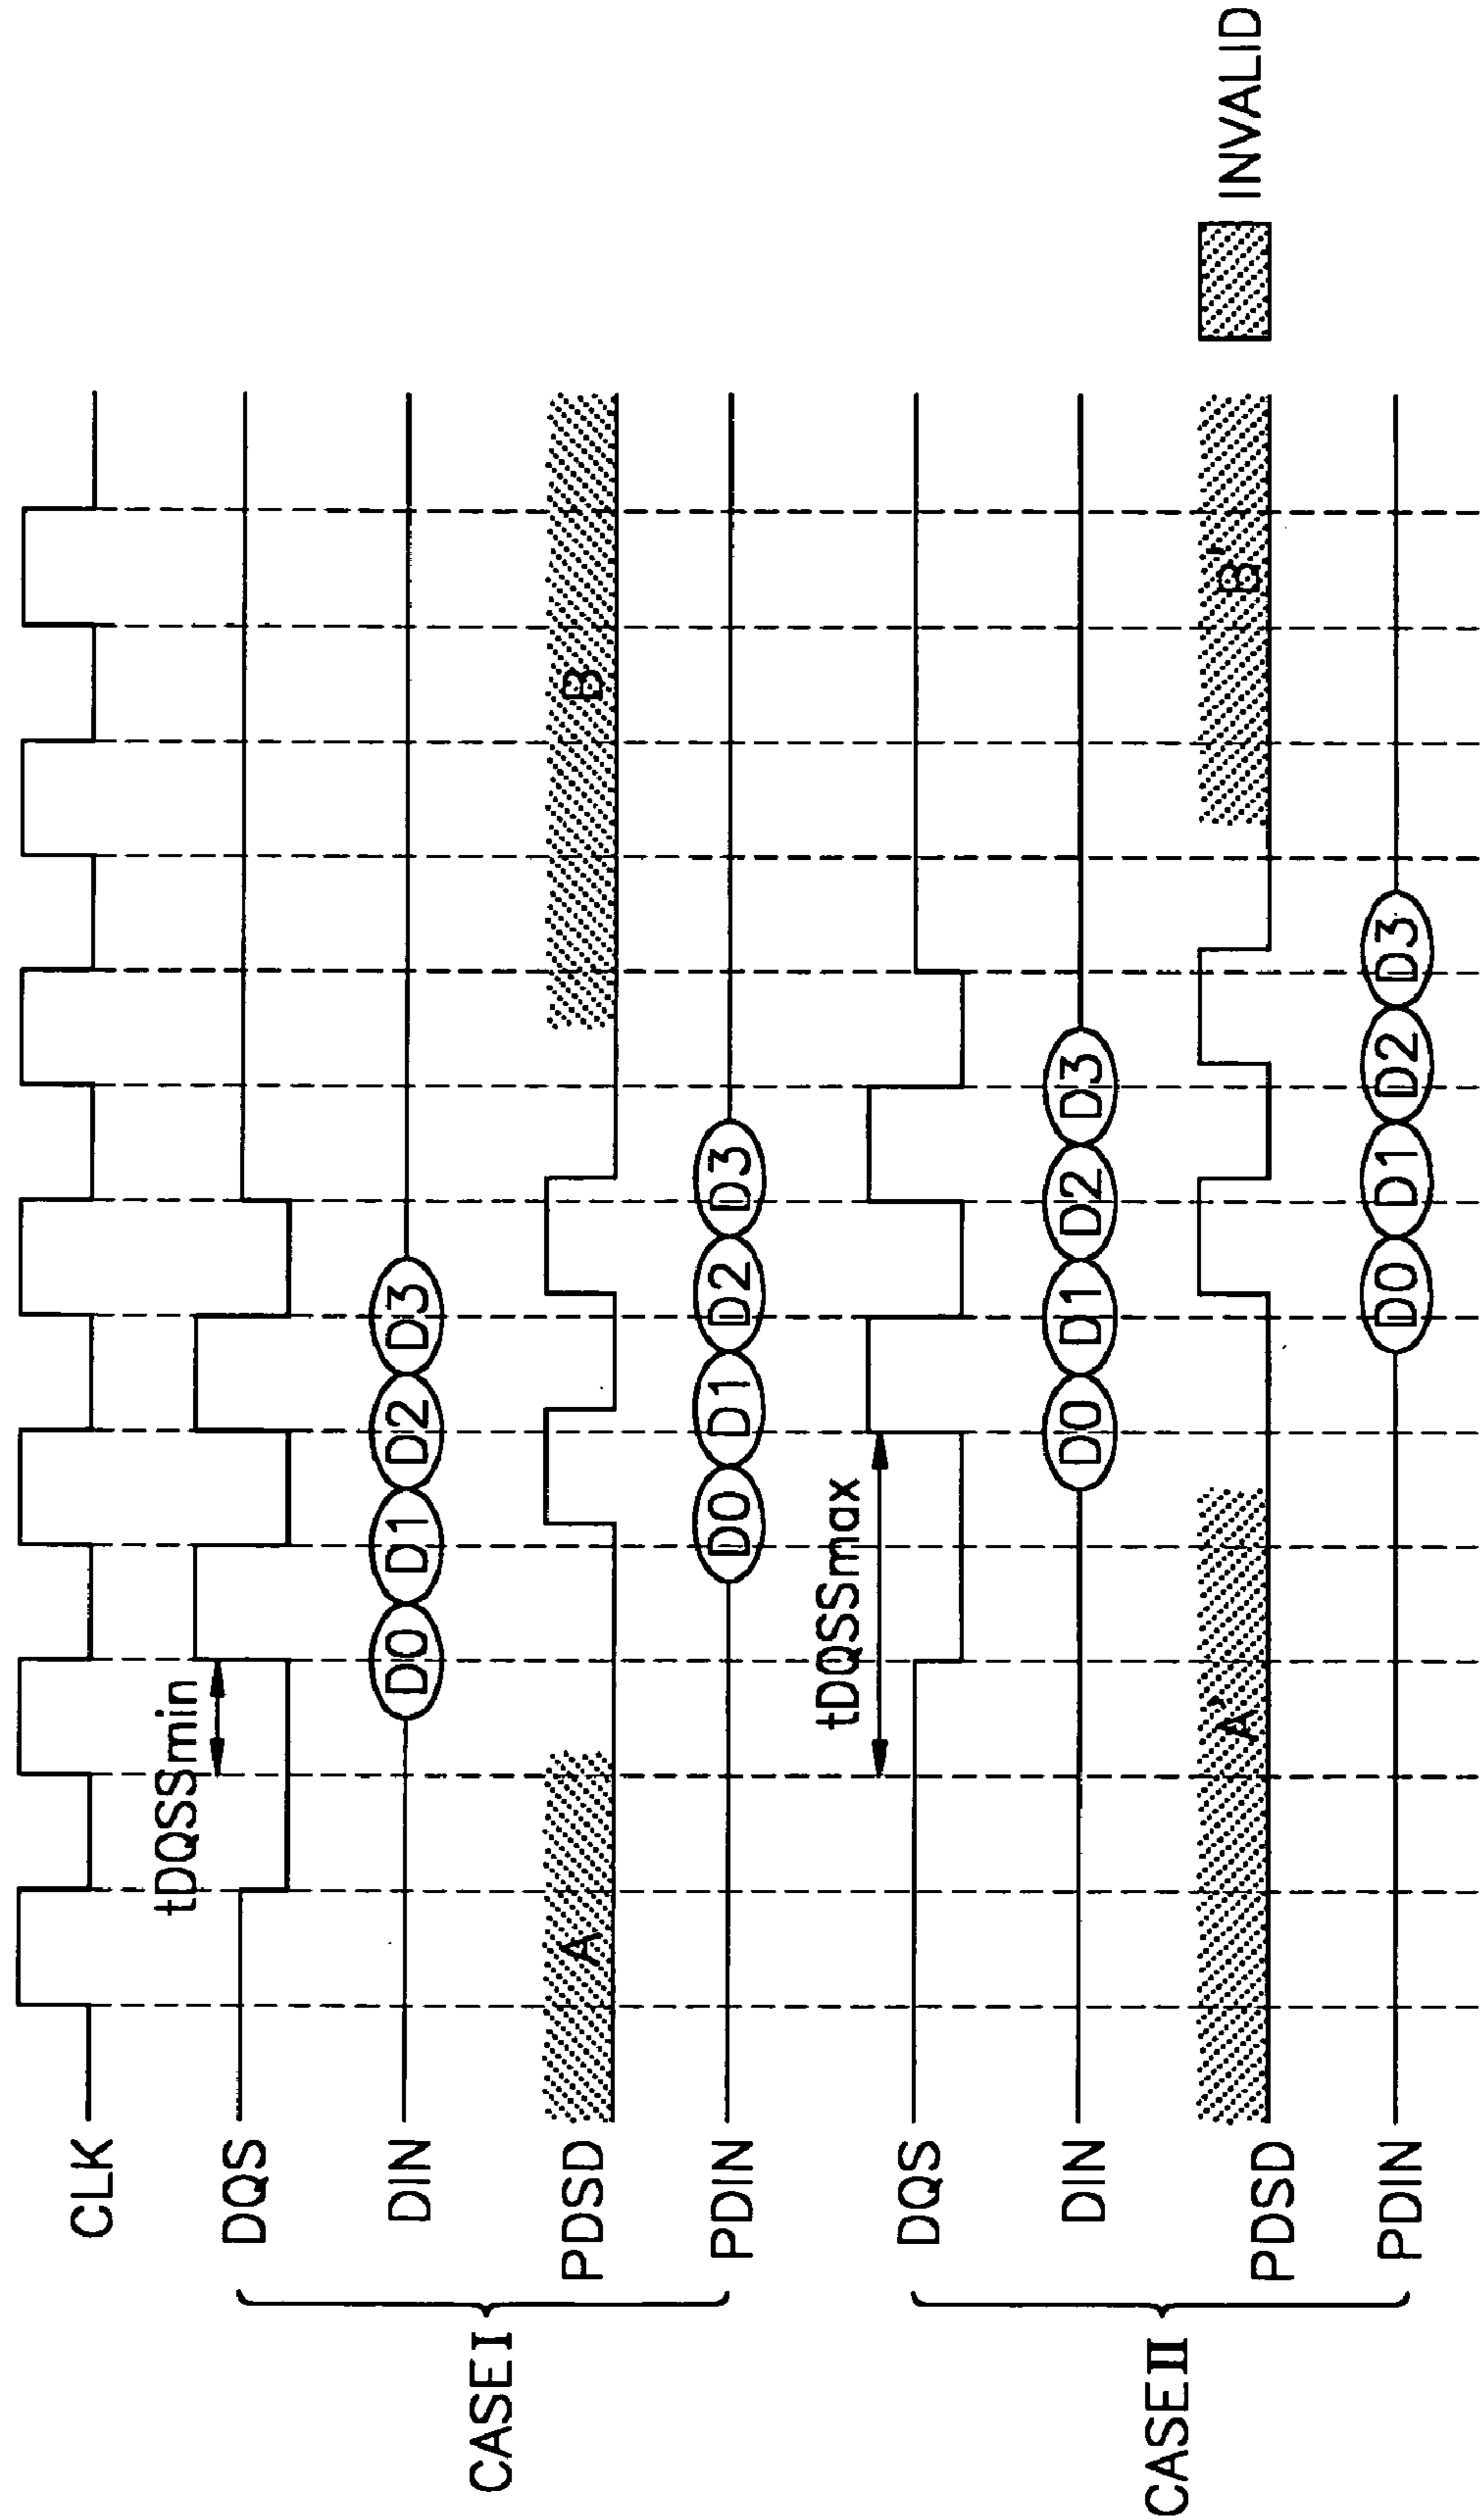 CLK
tDQSSmin
DQS
DIN
D0 D1 D2 D3
PDSD
A
B
PDIN
D0 D1 D2 D3
CASE I
tDQSSmax
DQS
DIN
D0 D1 D2 D3
PDSD
A'
B'
INVALID
PDIN
D0 D1 D2 D3
CASE II